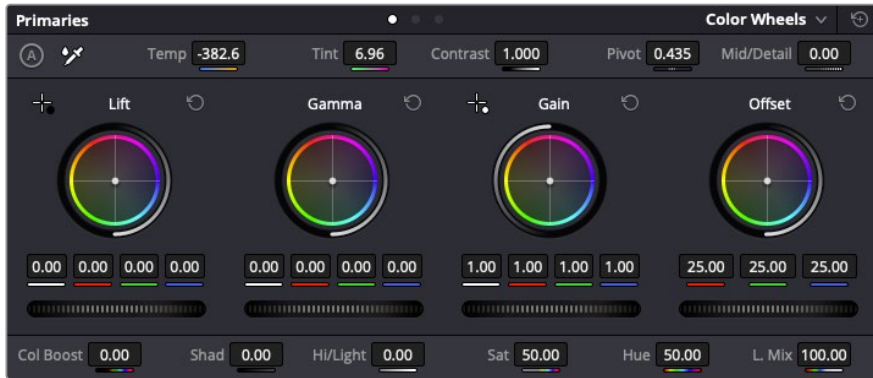 Primaries Color Wheels
A Temp -382.6 Tint 6.96 Contrast 1.000 Pivot 0.435 Mid/Detail 0.00
Lift Gamma Gain Offset
0.00 0.00 0.00 0.00 0.00 0.00 0.00 0.00 1.00 1.00 1.00 1.00 25.00 25.00 25.00
Col Boost 0.00 Shad 0.00 Hi/Light 0.00 Sat 50.00 Hue 50.00 L. Mix 100.00